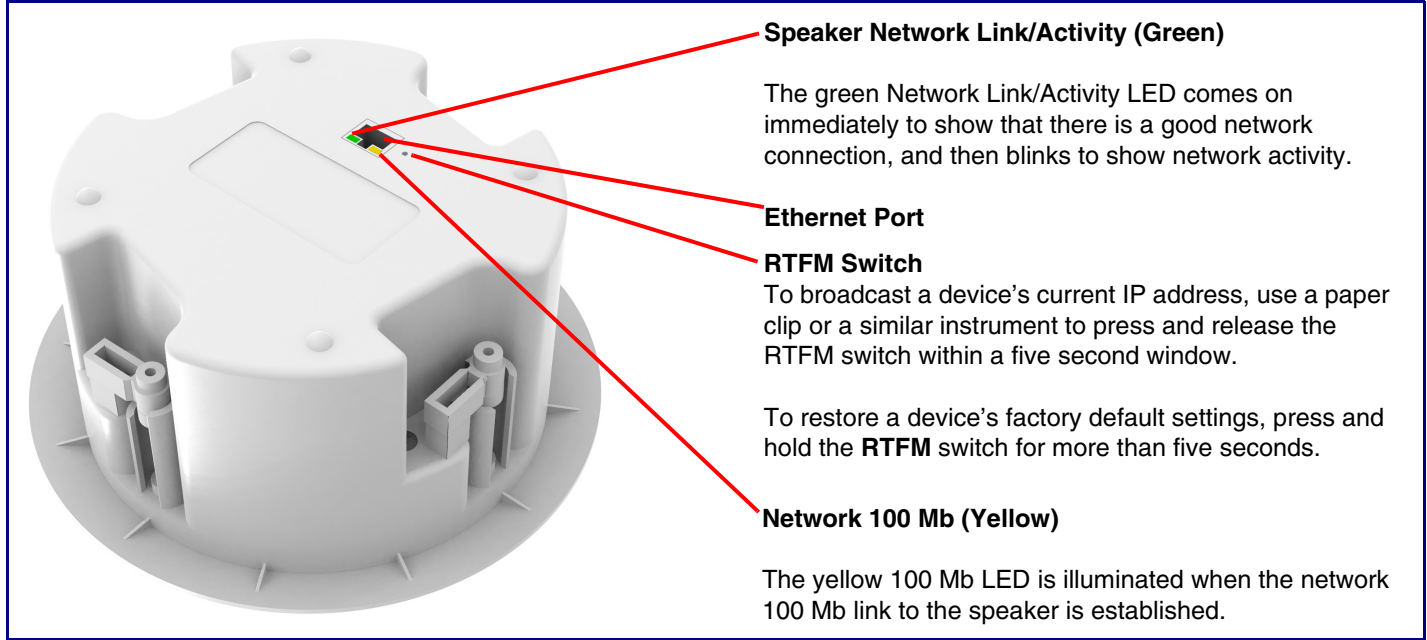 Speaker Network Link/Activity (Green)
The green Network Link/Activity LED comes on
immediately to show that there is a good network
connection, and then blinks to show network activity.
Ethernet Port
RTFM Switch
To broadcast a device’s current IP address, use a paper
clip or a similar instrument to press and release the
RTFM switch within a five second window.
To restore a device’s factory default settings, press and
hold the RTFM switch for more than five seconds.
Network 100 Mb (Yellow)
The yellow 100 Mb LED is illuminated when the network
100 Mb link to the speaker is established.